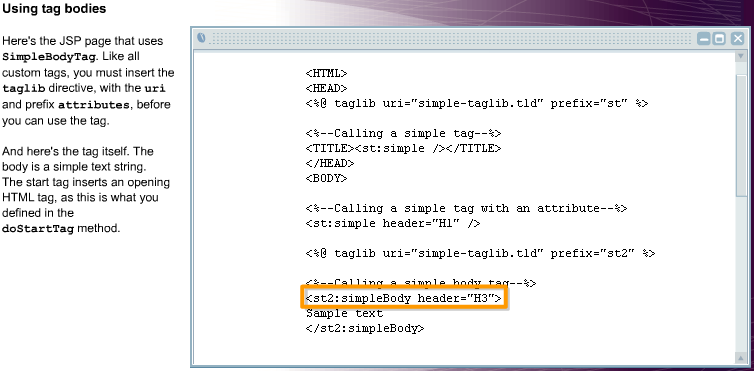 Using tag bodies
Here's the JSP page that uses
SimpleBodyTag. Like all
custom tags, you must insert the
taglib directive, with the uri
and prefix attributes, before
you can use the tag.
And here's the tag itself. The
body is a simple text string.
The start tag inserts an opening
HTML tag, as this is what you
defined in the
doStartTag method.
<HTML>
<HEAD>
<%@ taglib uri="simple-taglib.tld" prefix="st" %>
<%--Calling a simple tag--%>
<TITLE><st:simple /></TITLE>
</HEAD>
<BODY>
<%--Calling a simple tag with an attribute--%>
<st:simple header="H1" />
<%@ taglib uri="simple-taglib.tld" prefix="st2" %>
<%--Calling a simple body tag--%>
<st2:simpleBody header="H3">
Sample text
</st2:simpleBody>